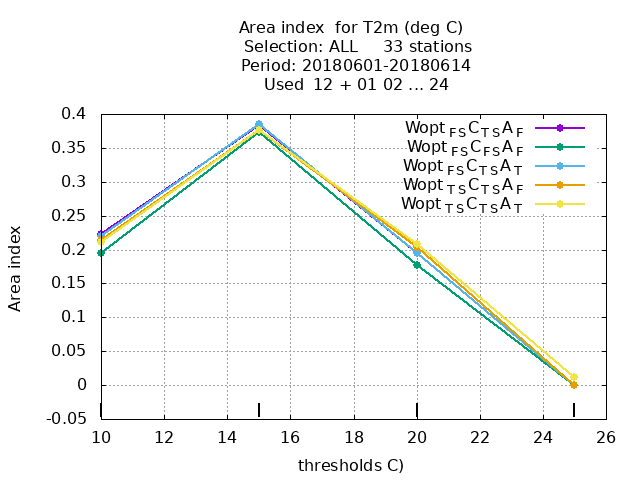 Area index  for T2m (deg C)
Selection: ALL     33 stations
Period: 20180601-20180614
Used  12 + 01 02 ... 24
Wopt FS C TS A F
Wopt FS C FS A F
Wopt FS C TS A T
Wopt TS C TS A F
Wopt TS C TS A T
0.4
0.35
0.3
0.25
0.2
0.15
0.1
0.05
0
-0.05
Area index
10 12 14 16 18 20 22 24 26
thresholds C)